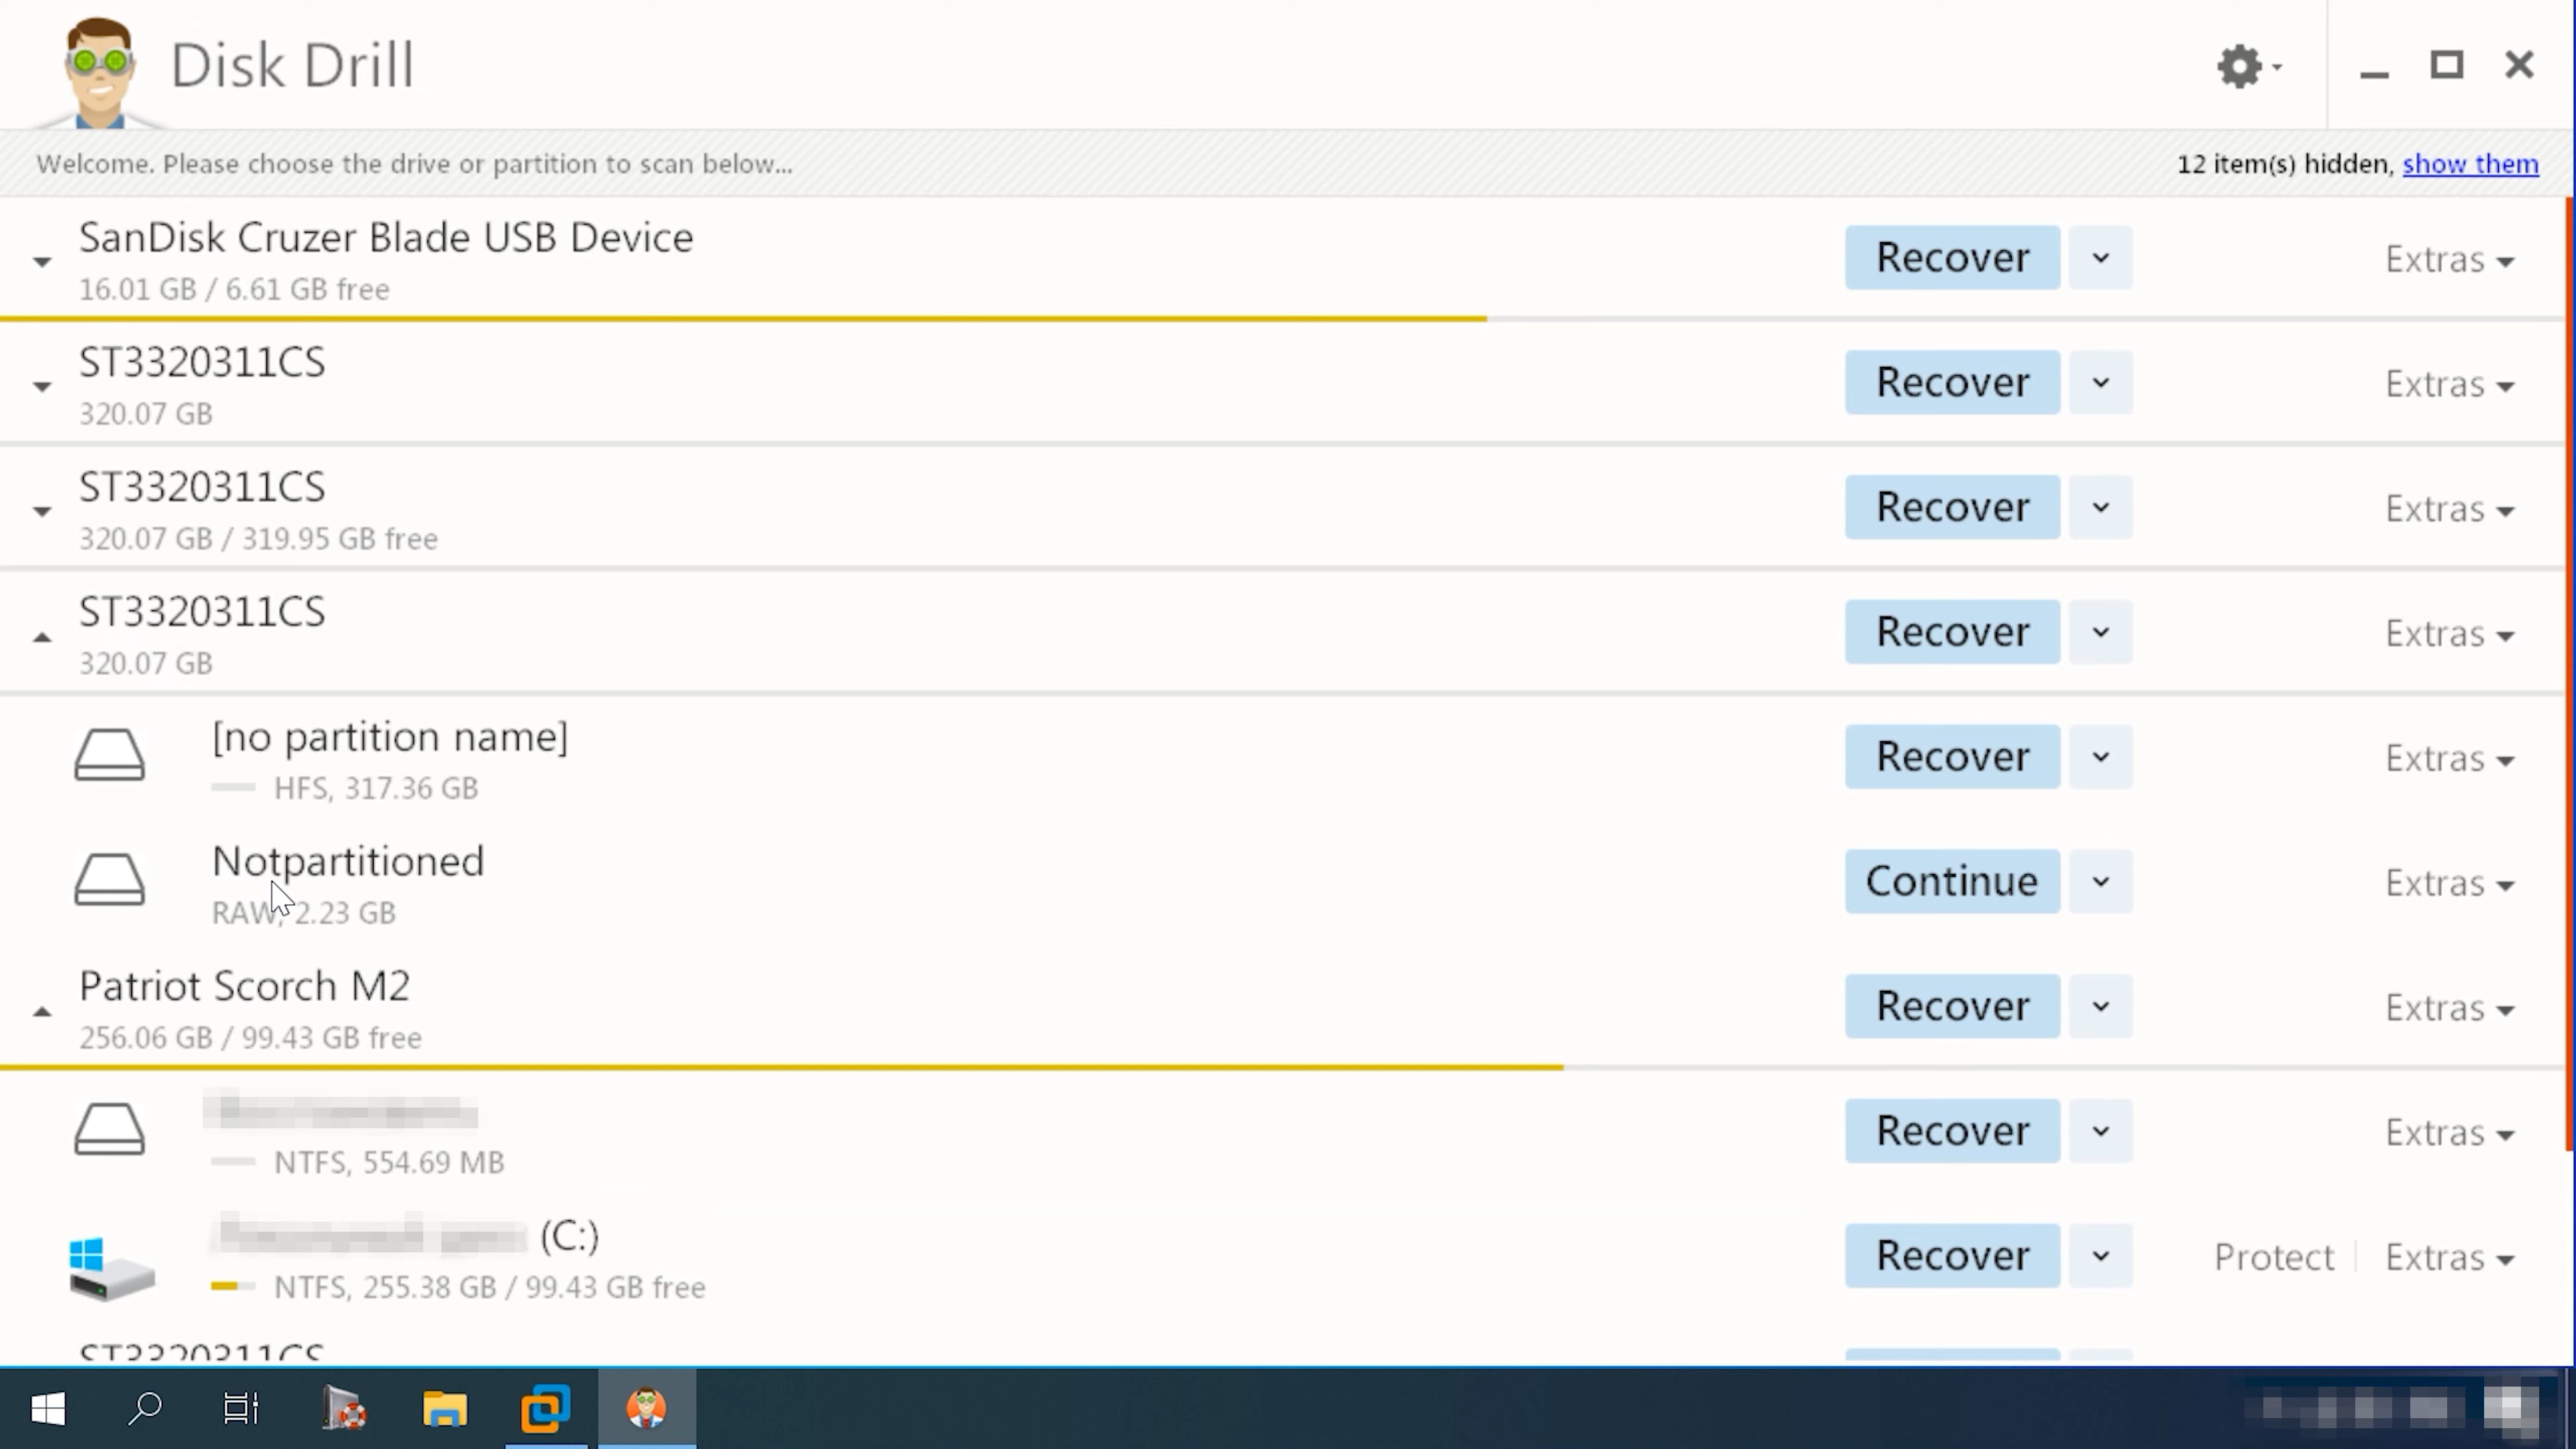 Disk Drill
Welcome. Please choose the drive or partition to scan below...
12 item(s) hidden, show them
SanDisk Cruzer Blade USB Device
16.01 GB / 6.61 GB free
Recover
Extras
ST3320311CS
320.07 GB
Recover
Extras
ST3320311CS
320.07 GB / 319.95 GB free
Recover
Extras
ST3320311CS
320.07 GB
Recover
Extras
[no partition name]
HFS, 317.36 GB
Recover
Extras
Notpartitioned
RAW, 2.23 GB
Continue
Extras
Patriot Scorch M2
256.06 GB / 99.43 GB free
Recover
Extras
NTFS, 554.69 MB
Recover
Extras
(C:)
NTFS, 255.38 GB / 99.43 GB free
Recover
Protect
Extras
ST3320311CS